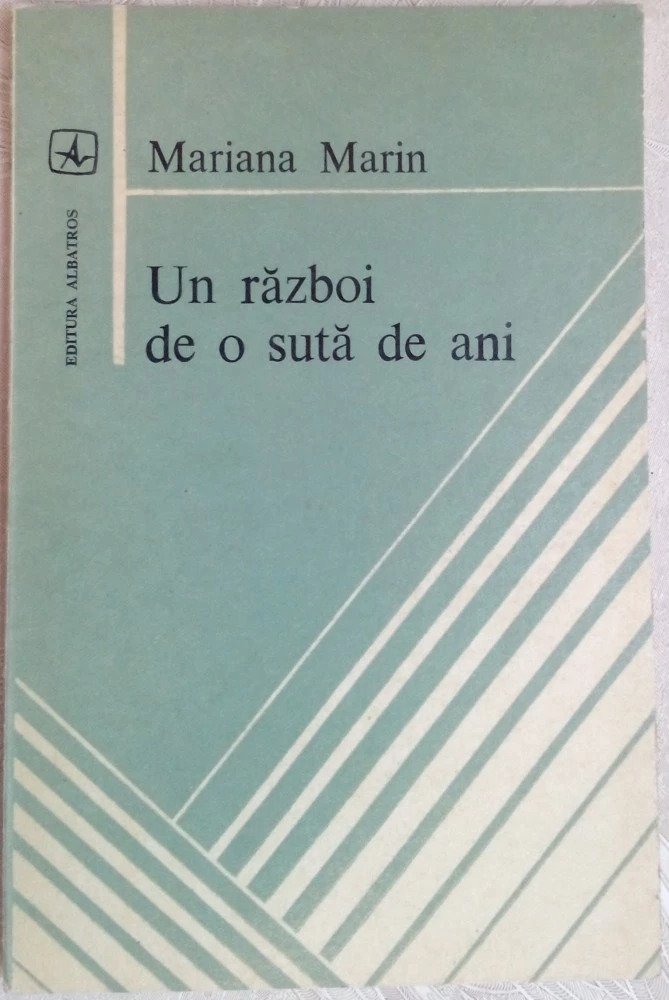 Mariana Marin
EDITURA ALBATROS
Un război
de o sută de ani